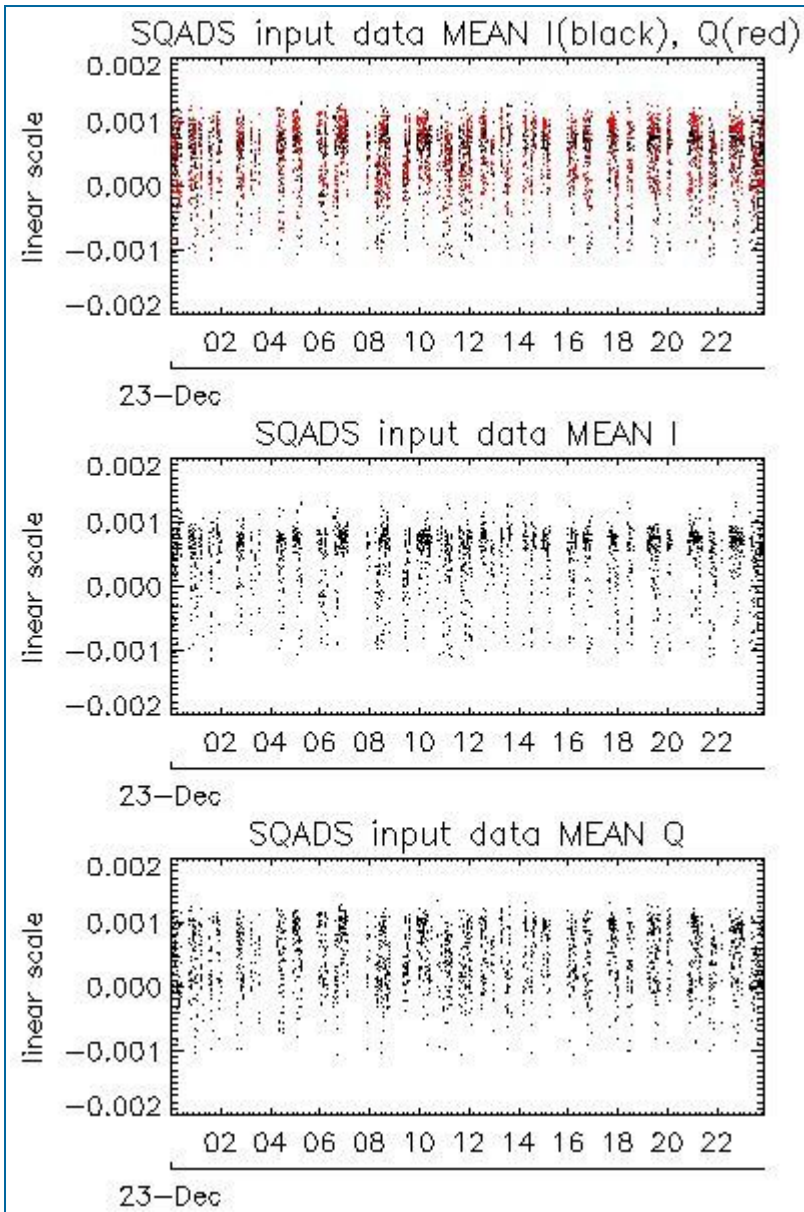 SQADS input data MEAN I(black), Q(red)
linear scale
0.002
0.001
0.000
-0.001
-0.002
02 04 06 08 10 12 14 16 18 20 22
23-Dec
SQADS input data MEAN I
linear scale
0.002
0.001
0.000
-0.001
-0.002
02 04 06 08 10 12 14 16 18 20 22
23-Dec
SQADS input data MEAN Q
linear scale
0.002
0.001
0.000
-0.001
-0.002
02 04 06 08 10 12 14 16 18 20 22
23-Dec